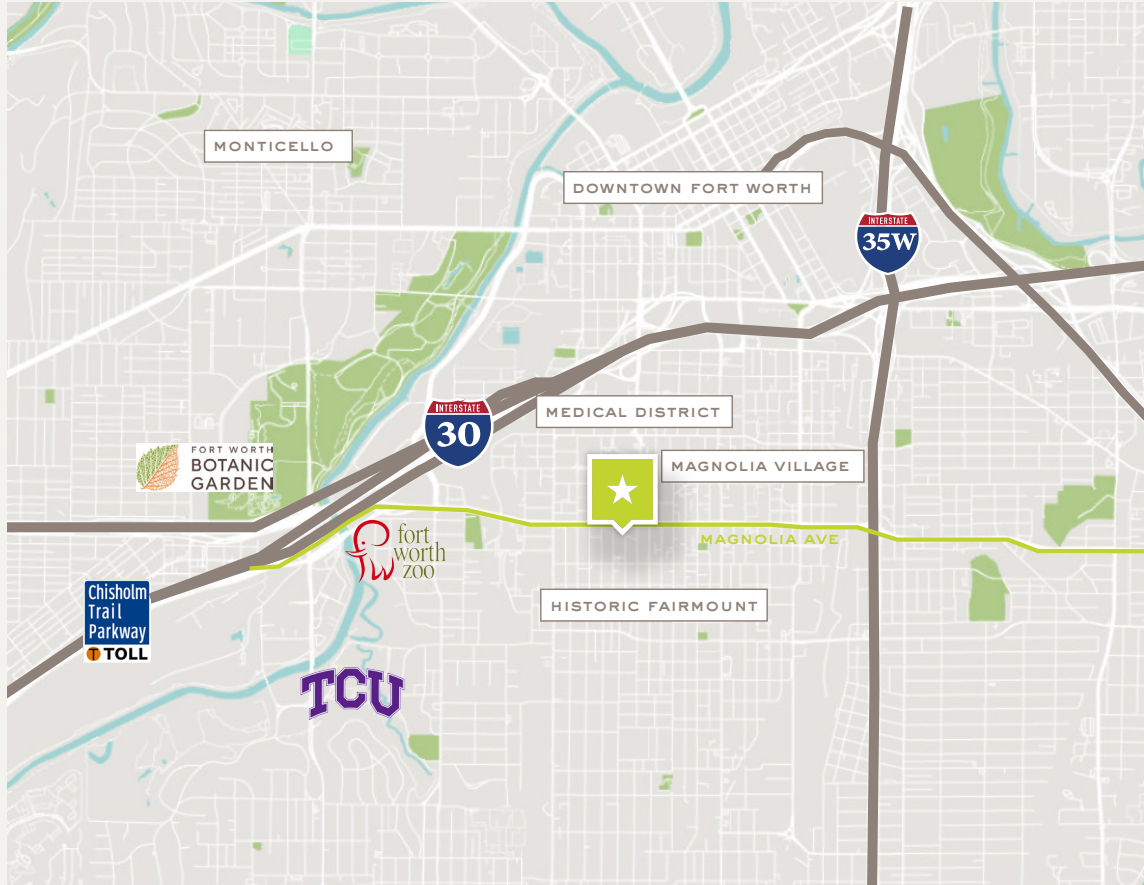 MONTICELLO
DOWNTOWN FORT WORTH
INTERSTATE
35W
INTERSTATE
30
MEDICAL DISTRICT
FORT WORTH
BOTANIC
GARDEN
MAGNOLIA VILLAGE
MAGNOLIA AVE
fort
worth
zoo
Chisholm
Trail
Parkway
T TOLL
HISTORIC FAIRMOUNT
TCU